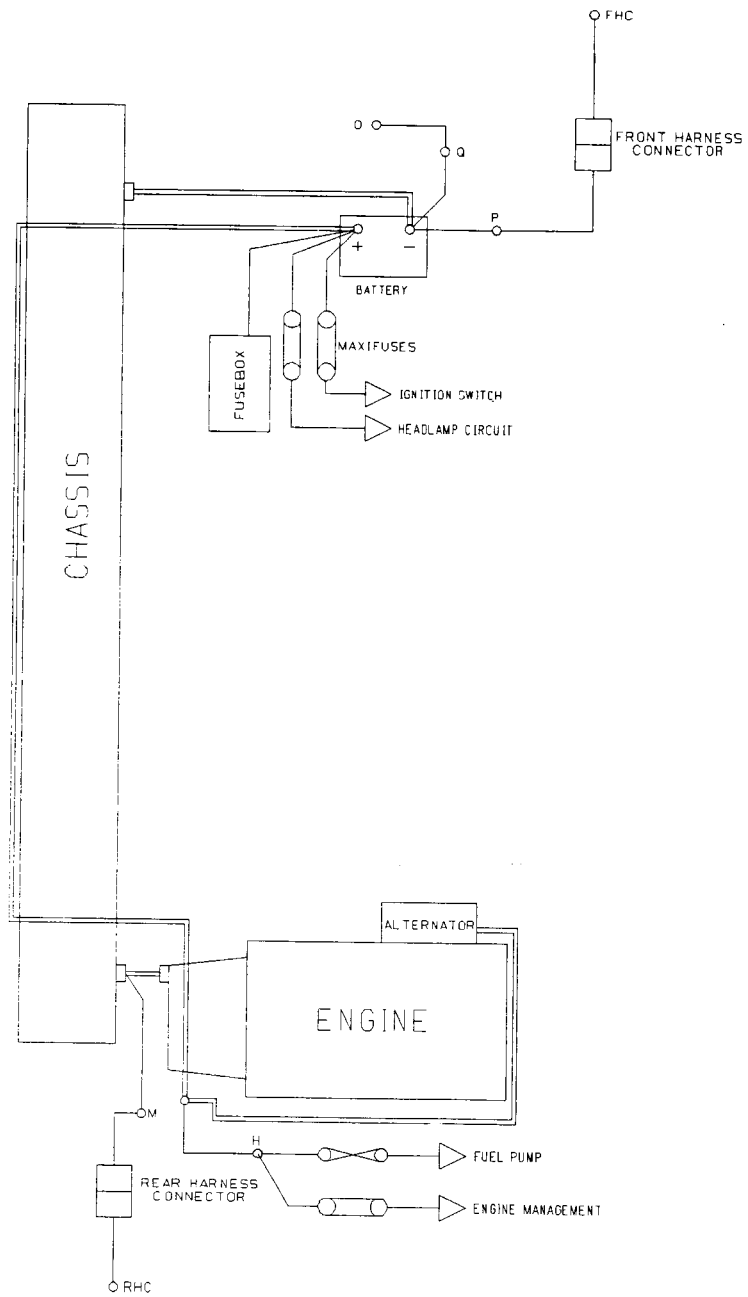 FHC
FRONT HARNESS
CONNECTOR
O
Q
P
+
-
BATTERY
MAXIFUSES
FUSEBOX
IGNITION SWITCH
HEADLAMP CIRCUIT
CHASSIS
ALTERNATOR
ENGINE
M
H
FUEL PUMP
REAR HARNESS
CONNECTOR
ENGINE MANAGEMENT
RHC